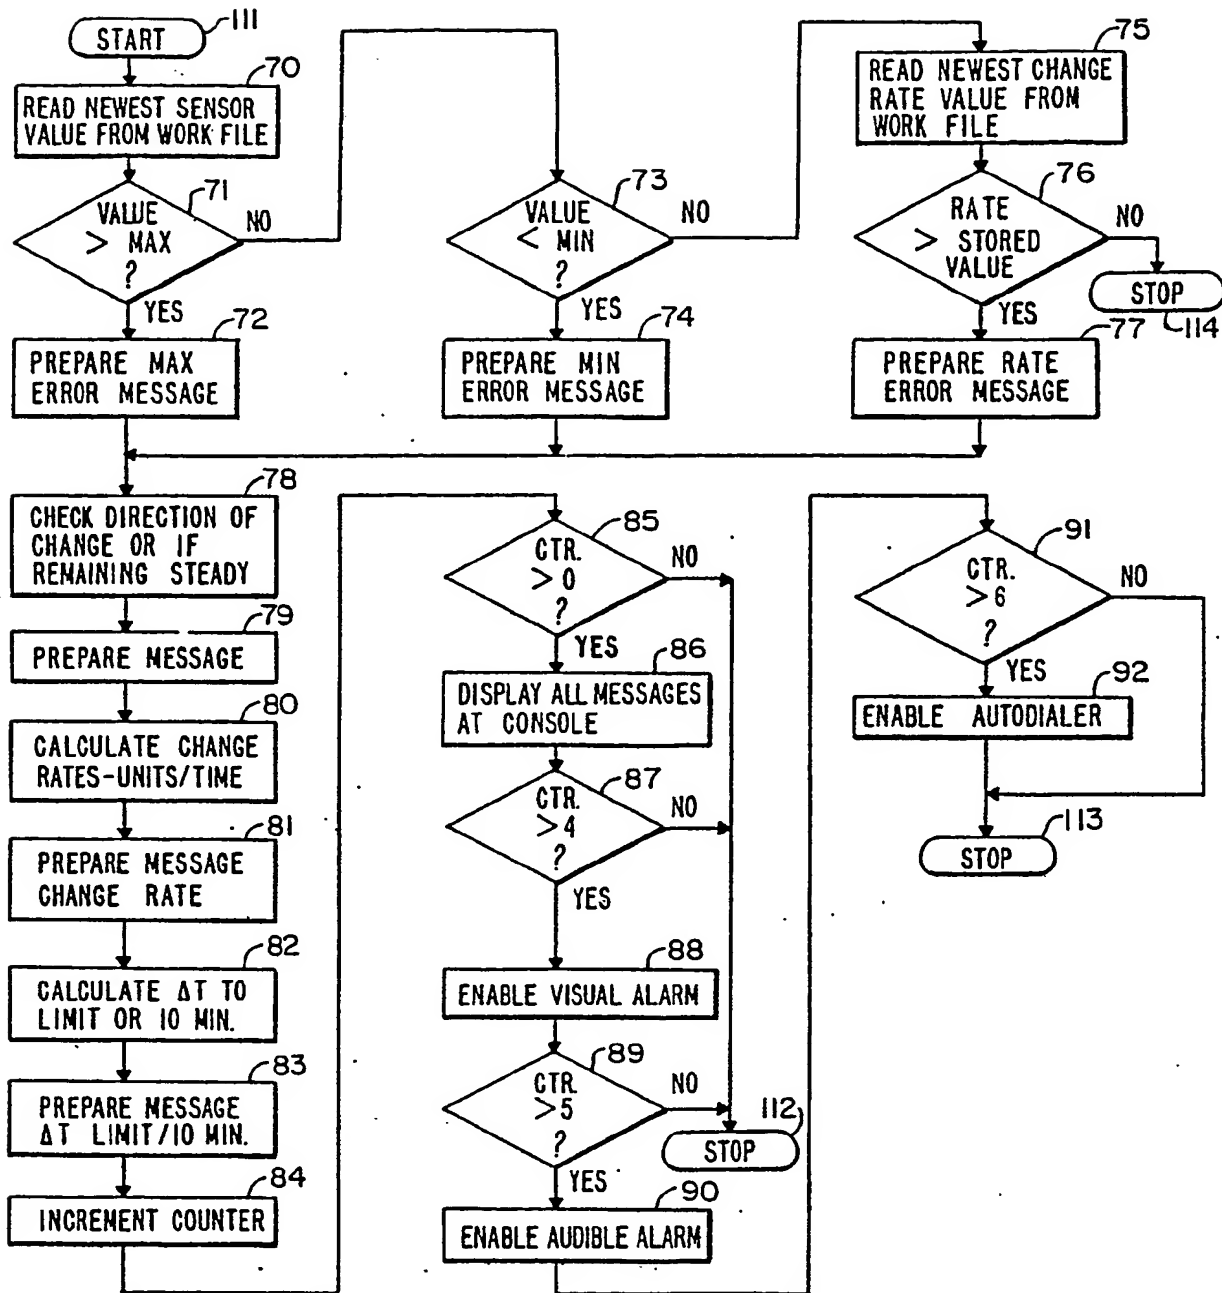 START
111
70
READ NEWEST SENSOR
VALUE FROM WORK FILE
71
VALUE
> MAX
?
NO
YES
72
PREPARE MAX
ERROR MESSAGE
73
VALUE
< MIN
?
NO
YES
74
PREPARE MIN
ERROR MESSAGE
75
READ NEWEST CHANGE
RATE VALUE FROM
WORK FILE
76
RATE
> STORED
VALUE
NO
STOP
114
YES
77
PREPARE RATE
ERROR MESSAGE
78
CHECK DIRECTION OF
CHANGE OR IF
REMAINING STEADY
79
PREPARE MESSAGE
80
CALCULATE CHANGE
RATES-UNITS/TIME
81
PREPARE MESSAGE
CHANGE RATE
82
CALCULATE ΔT TO
LIMIT OR 10 MIN.
83
PREPARE MESSAGE
ΔT LIMIT/10 MIN.
84
INCREMENT COUNTER
85
CTR.
>0
?
NO
YES
86
DISPLAY ALL MESSAGES
AT CONSOLE
87
CTR.
>4
?
NO
YES
88
ENABLE VISUAL ALARM
89
CTR.
>5
?
NO
112
STOP
YES
90
ENABLE AUDIBLE ALARM
91
CTR.
>6
?
NO
YES
92
ENABLE AUTODIALER
113
STOP